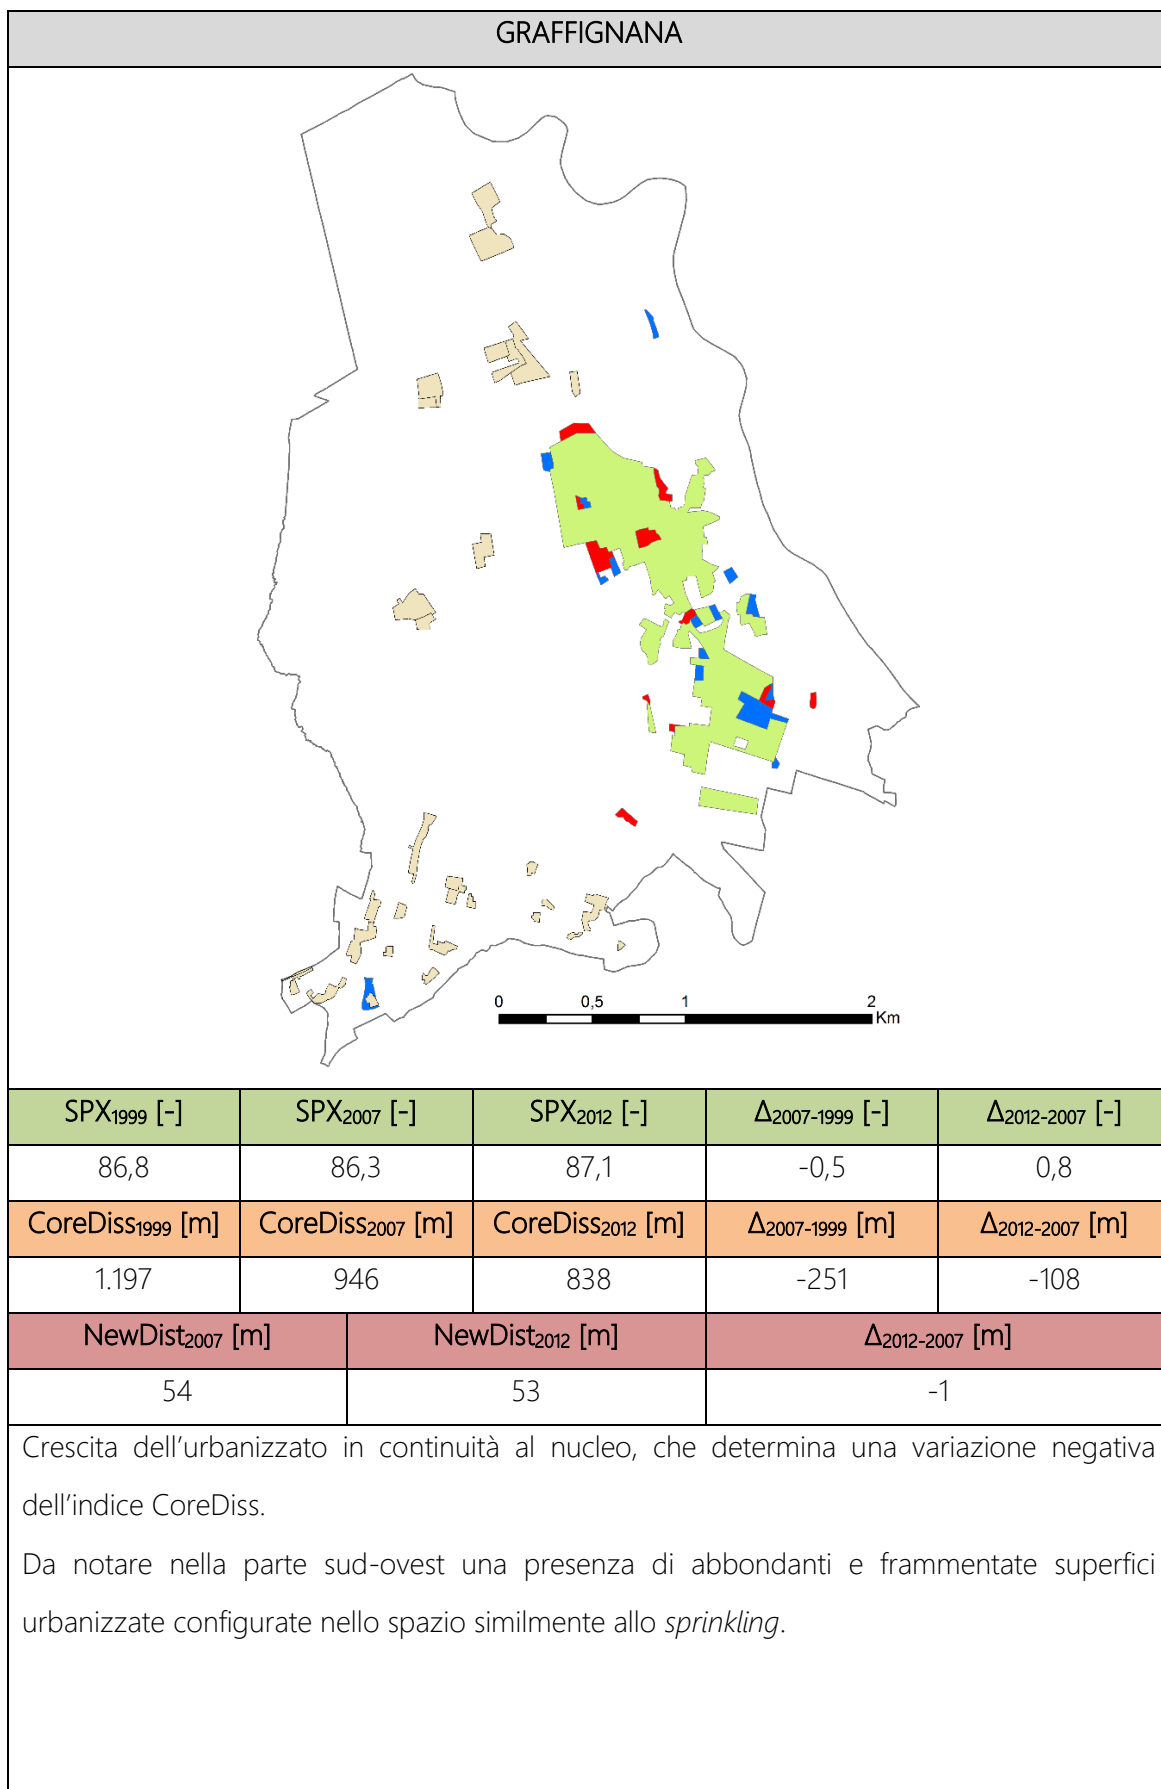 GRAFFIGNANA
0 0,5 1 2
Km
SPX1999 [-] SPX2007 [-] SPX2012 [-] Δ2007-1999 [-] Δ2012-2007 [-]
86,8 86,3 87,1 -0,5 0,8
CoreDiss1999 [m] CoreDiss2007 [m] CoreDiss2012 [m] Δ2007-1999 [m] Δ2012-2007 [m]
1.197 946 838 -251 -108
NewDist2007 [m] NewDist2012 [m] Δ2012-2007 [m]
54 53 -1
Crescita dell’urbanizzato in continuità al nucleo, che determina una variazione negativa
dell’indice CoreDiss.
Da notare nella parte sud-ovest una presenza di abbondanti e frammentate superfici
urbanizzate configurate nello spazio similmente allo sprinkling.